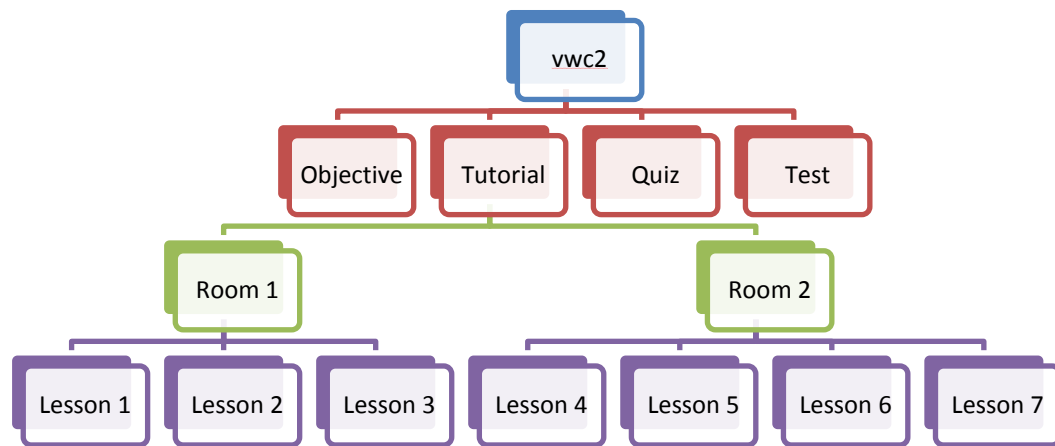 vwc2
Objective
Tutorial
Quiz
Test
Room 1
Room 2
Lesson 1
Lesson 2
Lesson 3
Lesson 4
Lesson 5
Lesson 6
Lesson 7